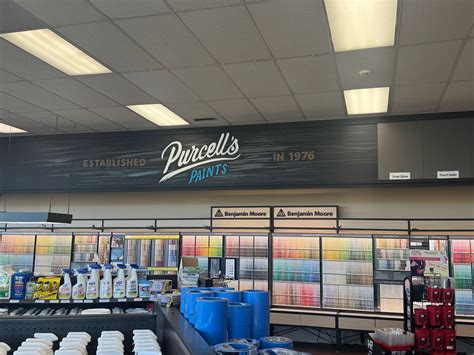 ESTABLISHED Purcell's IN 1976
PAINTS
Benjamin Moore Benjamin Moore